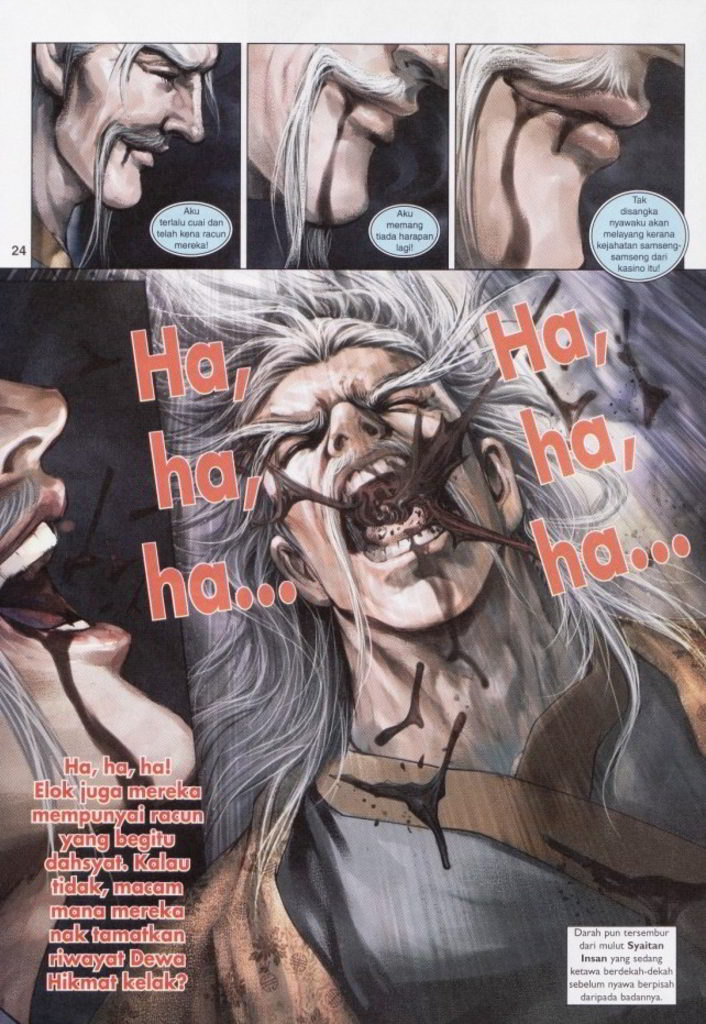 Aku
terlalu cuai dan
telah kena racun
mereka!
Aku
memang
tiada harapan
lagi!
Tak
disangka
nyawaku akan
melayang kerana
kejahatan samseng-
samseng dari
kasino itu!
24
Ha,
ha,
ha...
Ha, Ha,
ha, ha,
ha, ha...
Ha, ha, ha!
Elok juga mereka
mempunyai racun
yang begitu
dahsyat. Kalau
tidak, macam
mana mereka
nak tamatkan
riwayat Dewa
Hikmat kelak?
Darah pun tersembur
dari mulut Syaitan
Insan yang sedang
ketawa berdekah-dekah
sebelum nyawa berpisah
daripada badannya.